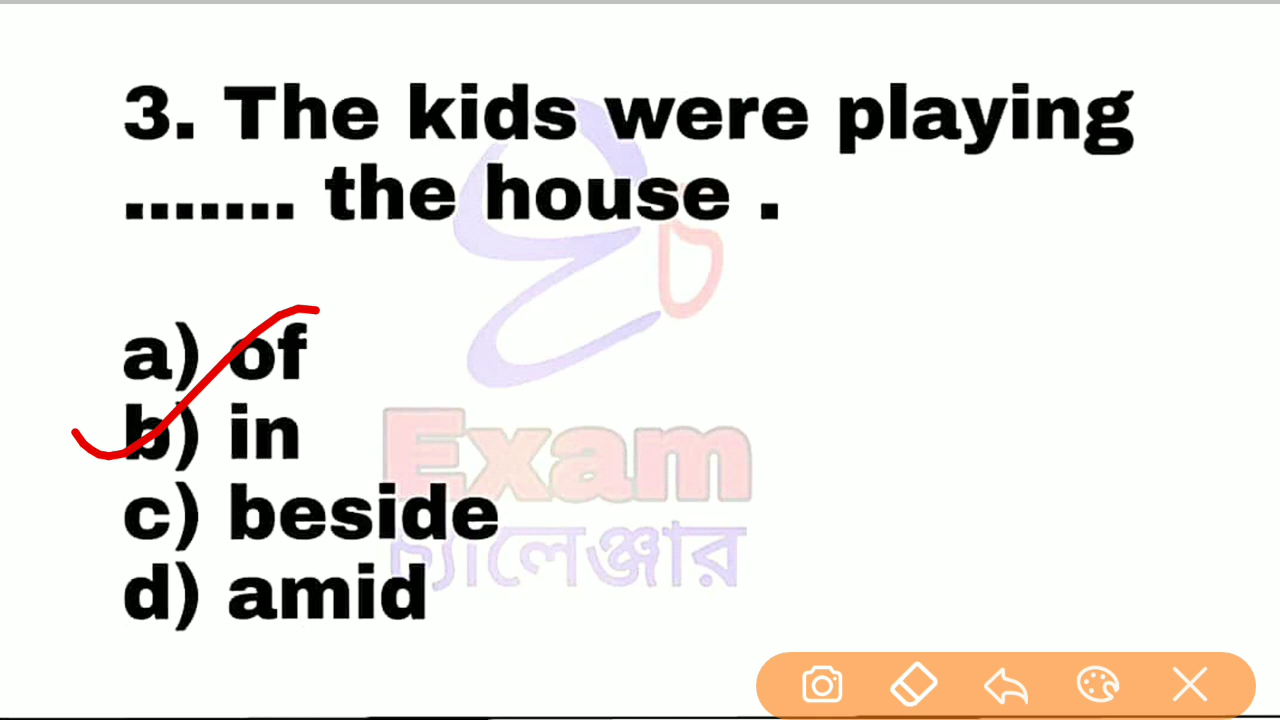 3. The kids were playing
....... the house .
a) of
b) in
c) beside
d) amid
Exam
চ্যালেঞ্জার